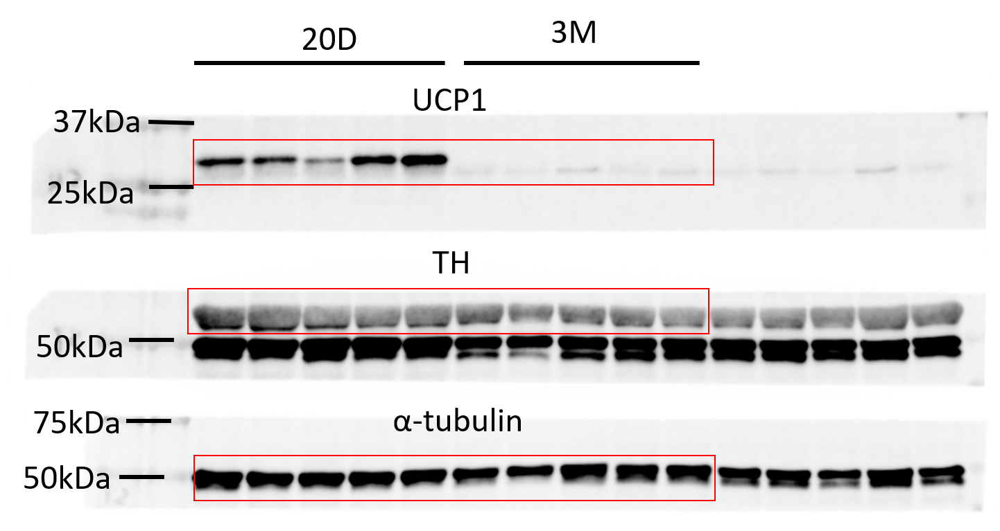 20D
3M
UCP1
37kDa
25kDa
TH
50kDa
α-tubulin
75kDa
50kDa